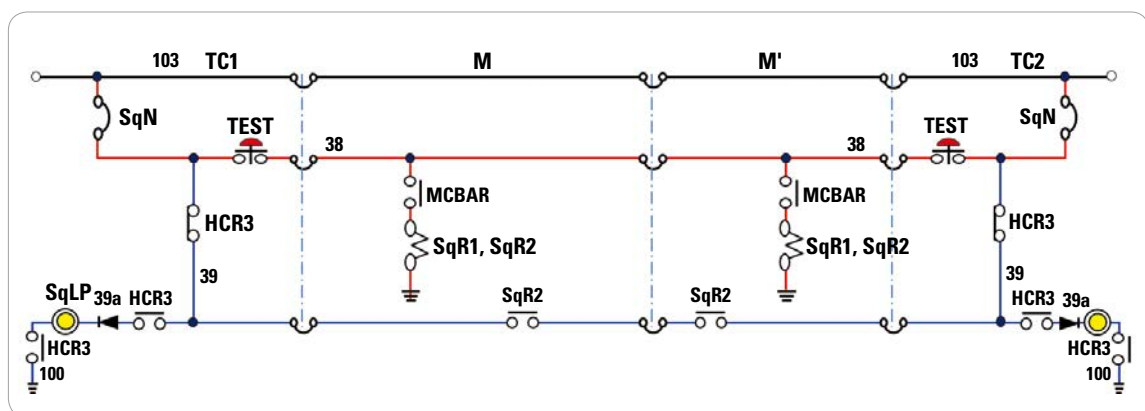 103 TC1 M M' 103 TC2
SqN SqN
TEST TEST
38 38
MCBAR MCBAR
HCR3 HCR3
SqR1, SqR2 SqR1, SqR2
39 39
SqLP 39a HCR3 SqR2 SqR2 HCR3 39a
HCR3 HCR3
100 100